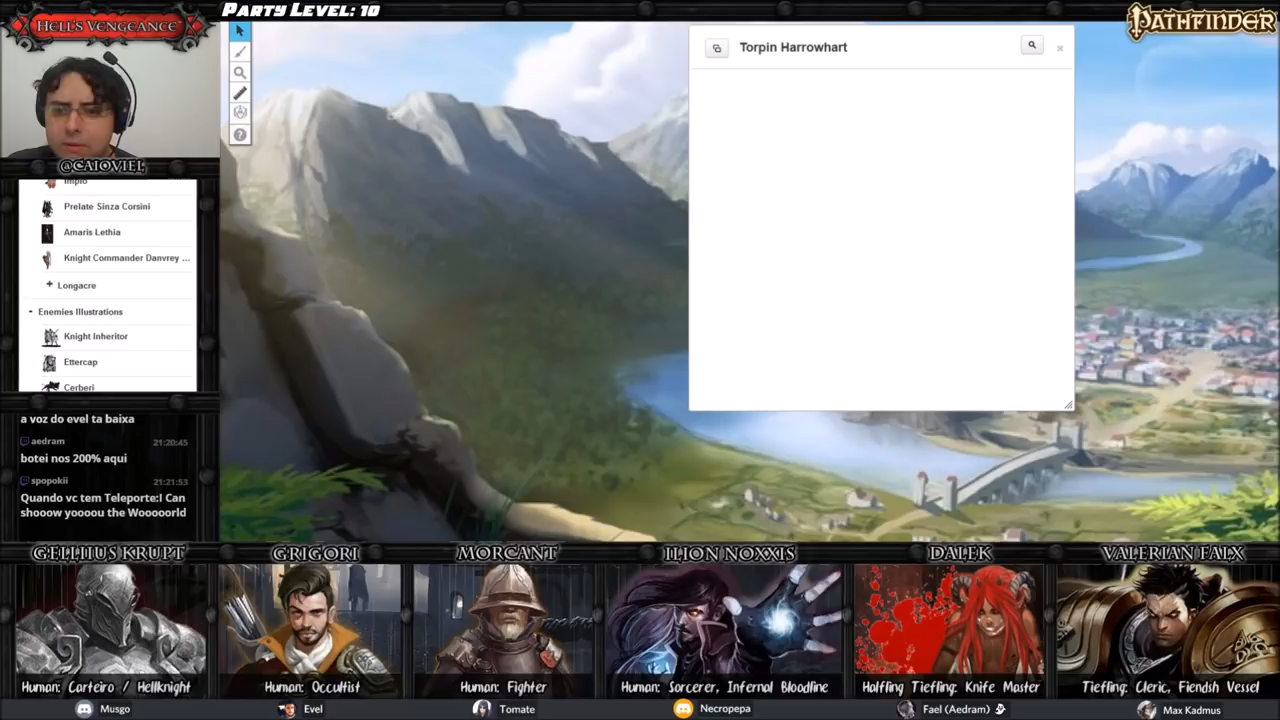 PARTY LEVEL: 10
HELL'S VENGEANCE
PATHFINDER
Torpin Harrowhart
@CAIOVIEL
Impio
Prelate Sinza Corsini
Amaris Lethia
Knight Commander Danvrey ...
Longacre
Enemies Illustrations
Knight Inheritor
Ettercap
Cerberi
a voz do evel ta baixa
aedram 21:20:45
botei nos 200% aqui
spopokii 21:21:53
Quando vc tem Teleporte:I Can
shooow yoooou the Wooooorld
GELLIUS KRUPT GRIGORI MORCANT ILION NOXXIS DALEK VALERIAN FALX
Human: Carteiro / Hellknight Human: Occultist Human: Fighter Human: Sorcerer, Infernal Bloodline Halfling Tiefling: Knife Master Tiefling: Cleric, Fiendsh Vessel
Musgo Evel Tomate Necropepa Fael (Aedram) Max Kadmus